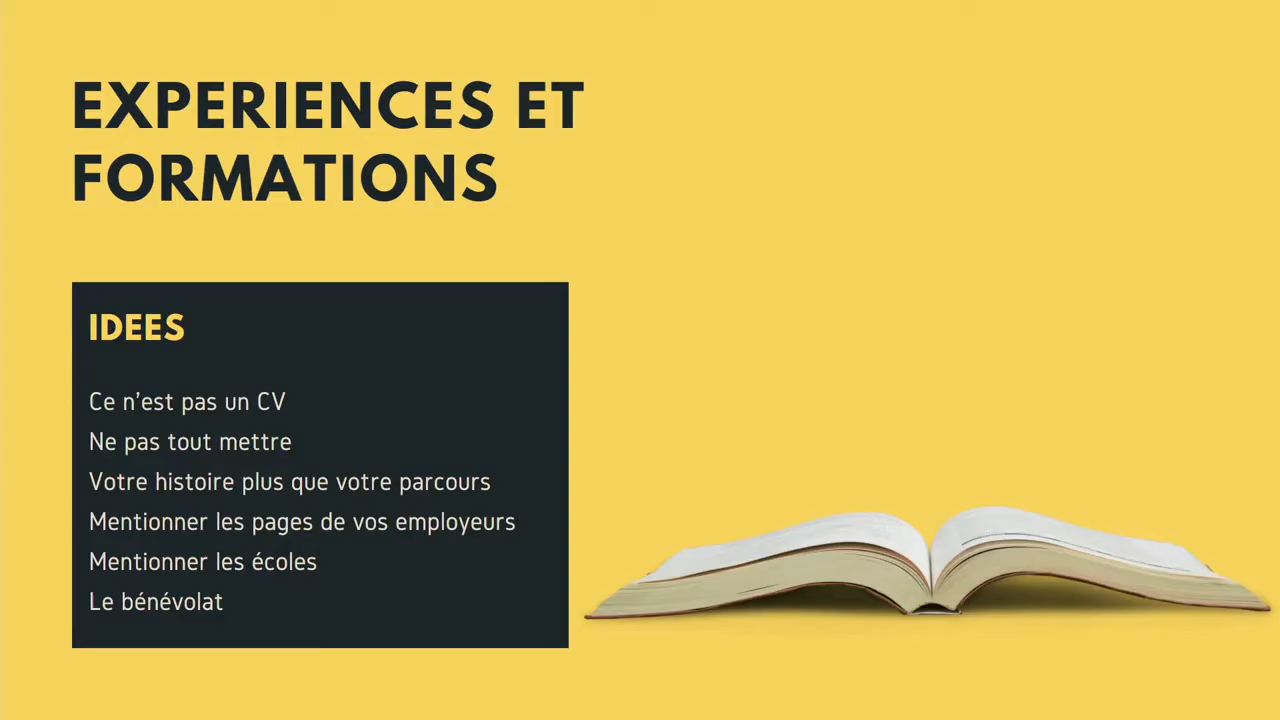 EXPERIENCES ET
FORMATIONS
IDEES
Ce n’est pas un CV
Ne pas tout mettre
Votre histoire plus que votre parcours
Mentionner les pages de vos employeurs
Mentionner les écoles
Le bénévolat